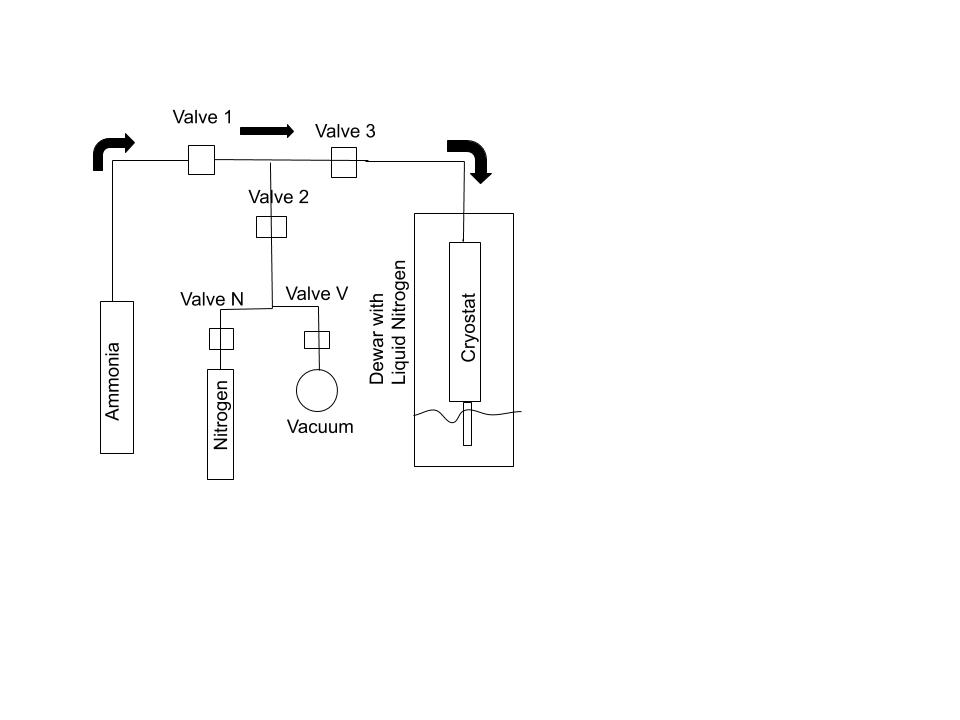 Valve 1
Valve 3
Valve 2
Valve N
Valve V
Dewar with
Liquid Nitrogen
Cryostat
Ammonia
Nitrogen
Vacuum